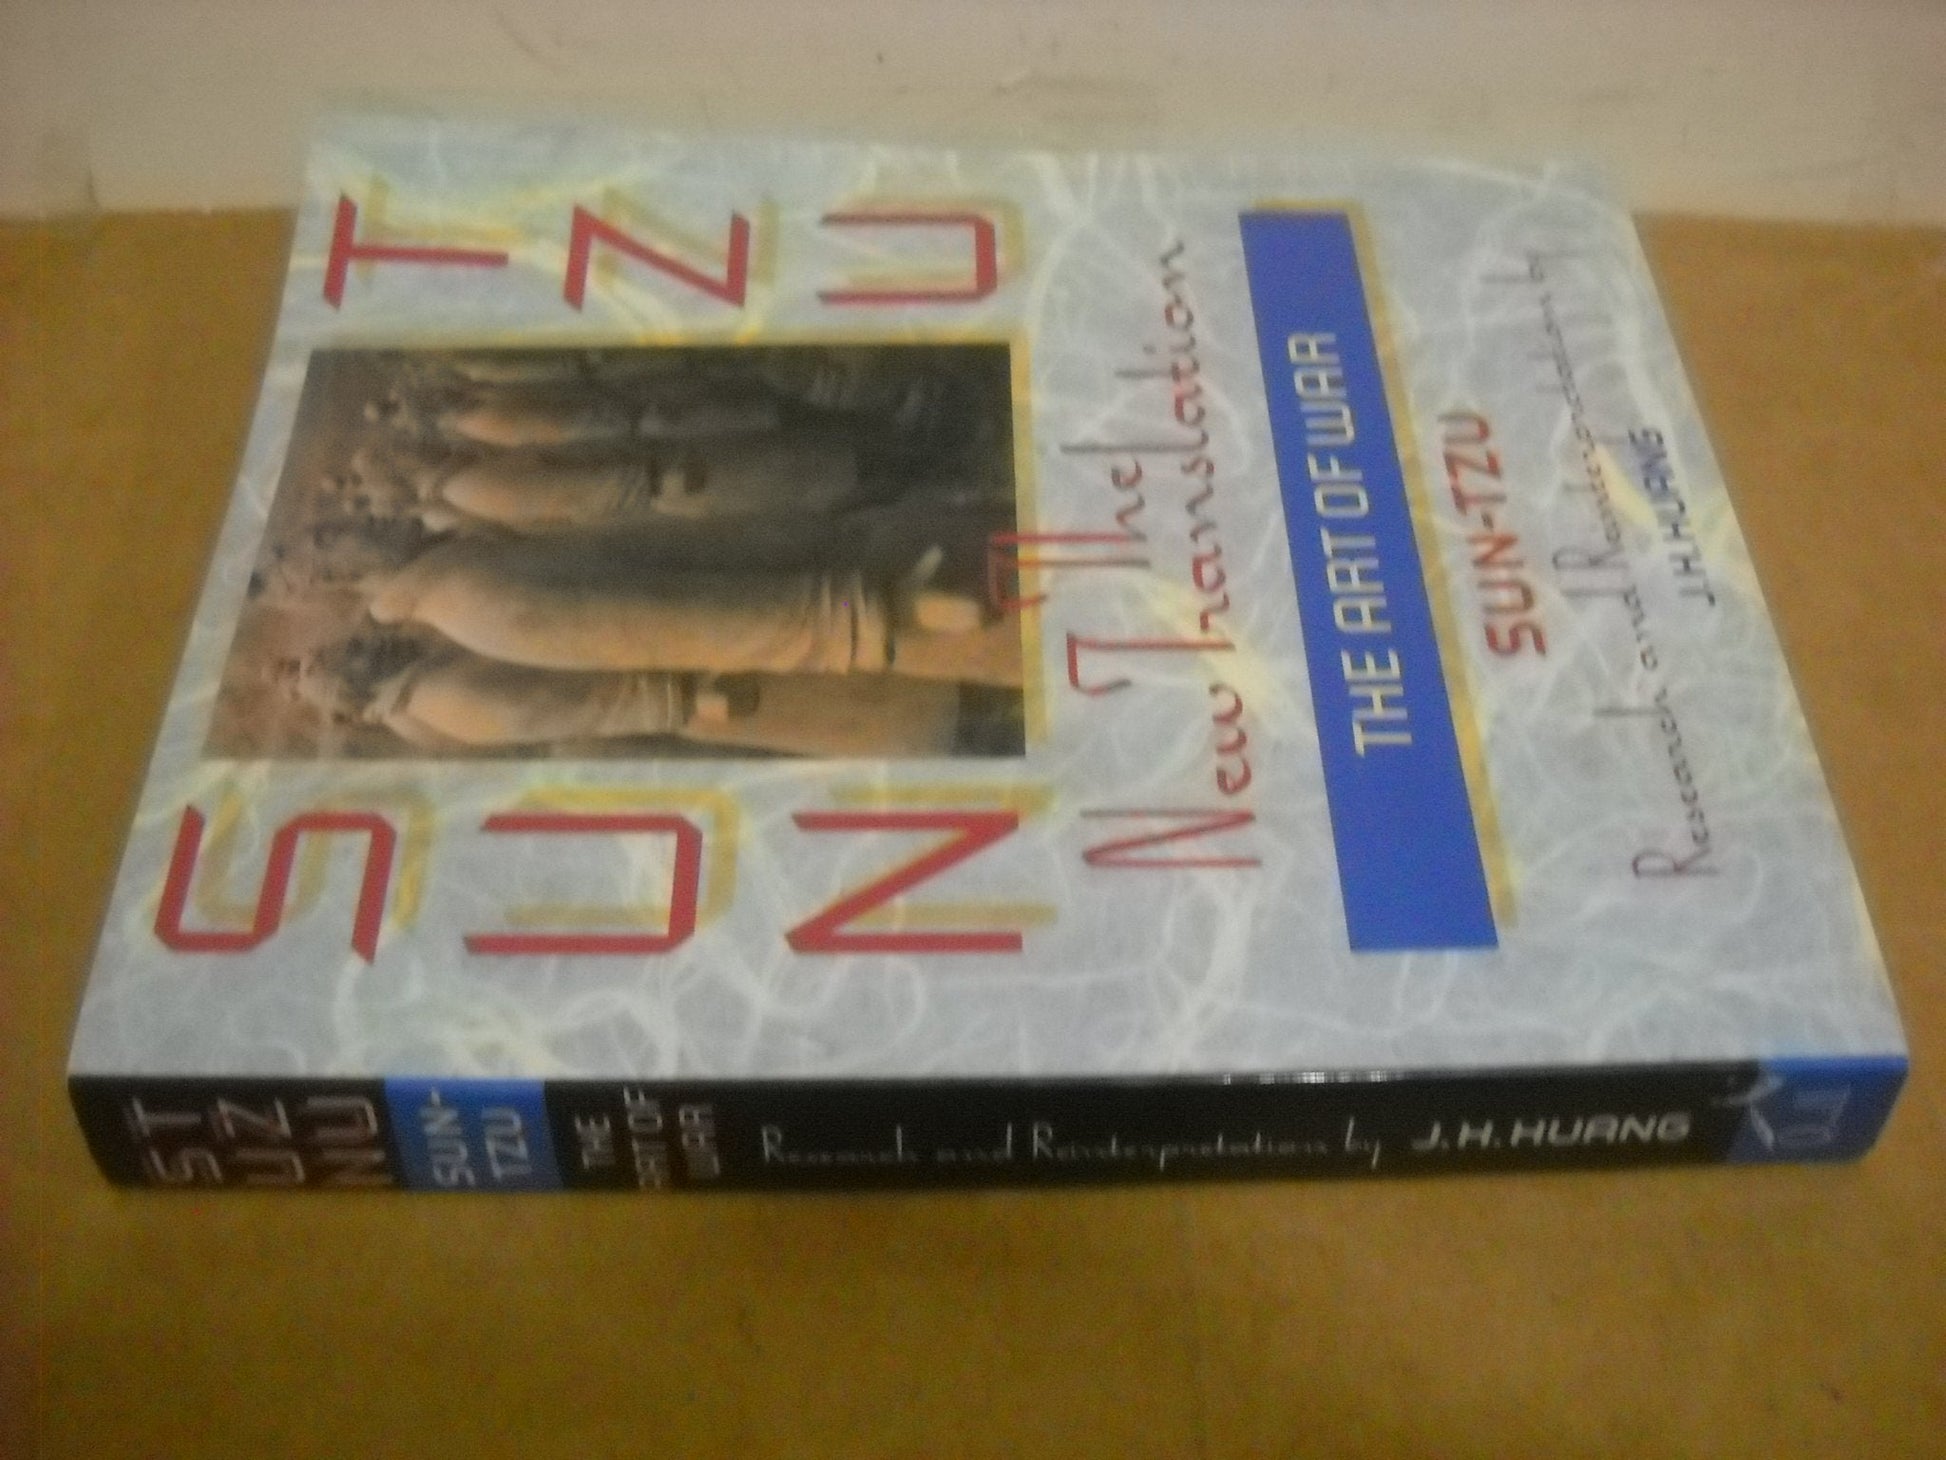 SUN TZU
The
New Translation
THE ART OF WAR
SUN-TZU
Research and Reinterpretation by
J.H.HUANG
SUN
TZU
SUN-
TZU
THE
ART OF
WAR
Research and Reinterpretation by J.H.HUANG